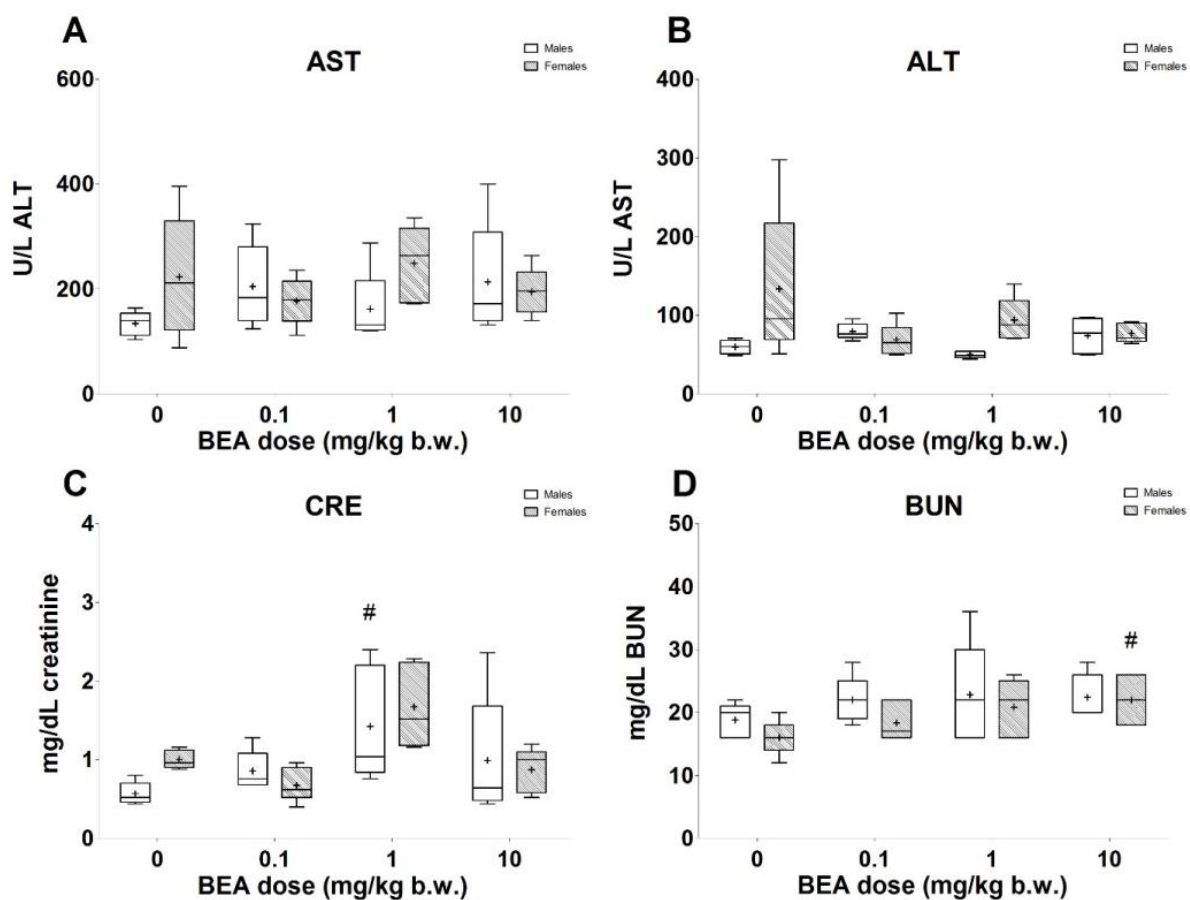 A
AST
Males
Females
600
400
200
0
U/L ALT
0 0.1 1 10
BEA dose (mg/kg b.w.)
B
ALT
Males
Females
400
300
200
100
0
U/L AST
0 0.1 1 10
BEA dose (mg/kg b.w.)
C
CRE
Males
Females
4
3
2
1
0
mg/dL creatinine
#
0 0.1 1 10
BEA dose (mg/kg b.w.)
D
BUN
Males
Females
50
40
30
20
10
0
mg/dL BUN
#
0 0.1 1 10
BEA dose (mg/kg b.w.)